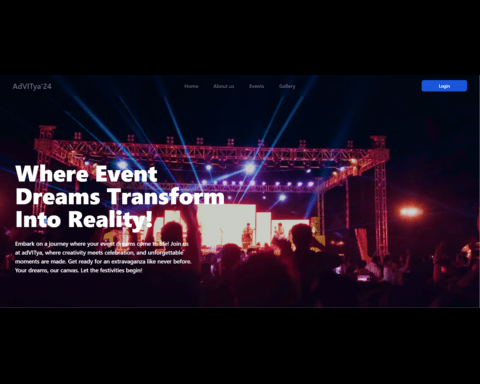 AdVITya'24
Home About us Events Gallery
Login
Where Event
Dreams Transform
Into Reality!
Embark on a journey where your event dreams come to life! Join us
at adVITya, where creativity meets celebration, and unforgettable
moments are made. Get ready for an extravaganza like never before.
Your dreams, our canvas. Let the festivities begin!